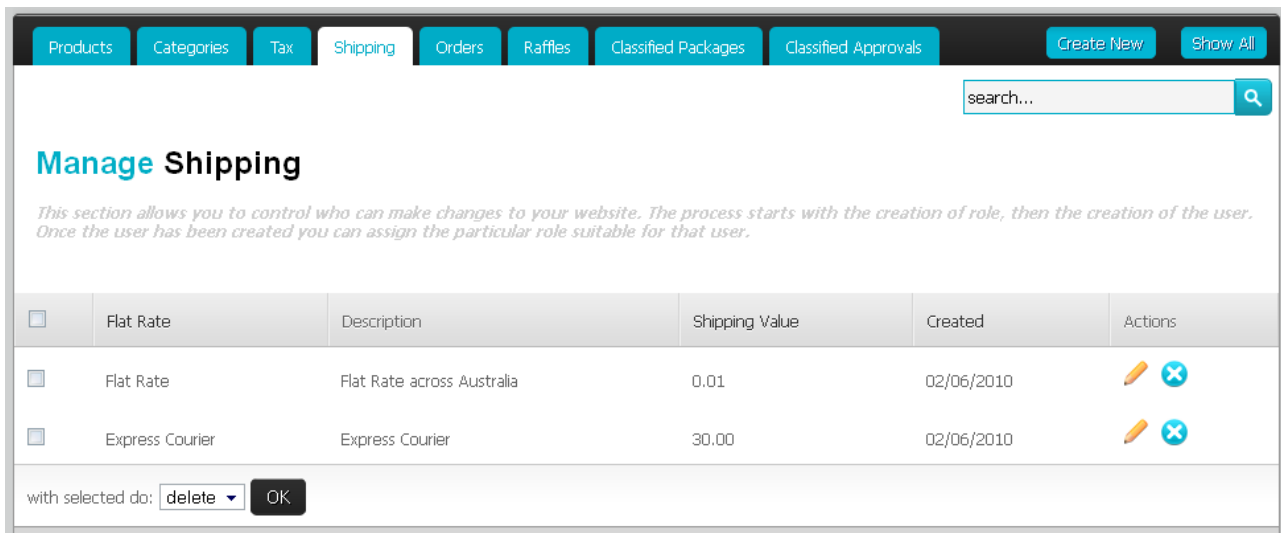 Products Categories Tax Shipping Orders Raffles Classified Packages Classified Approvals Create New Show All
search...
Manage Shipping
This section allows you to control who can make changes to your website. The process starts with the creation of role, then the creation of the user.
Once the user has been created you can assign the particular role suitable for that user.
Flat Rate Description Shipping Value Created Actions
Flat Rate Flat Rate across Australia 0.01 02/06/2010
Express Courier Express Courier 30.00 02/06/2010
with selected do: delete OK